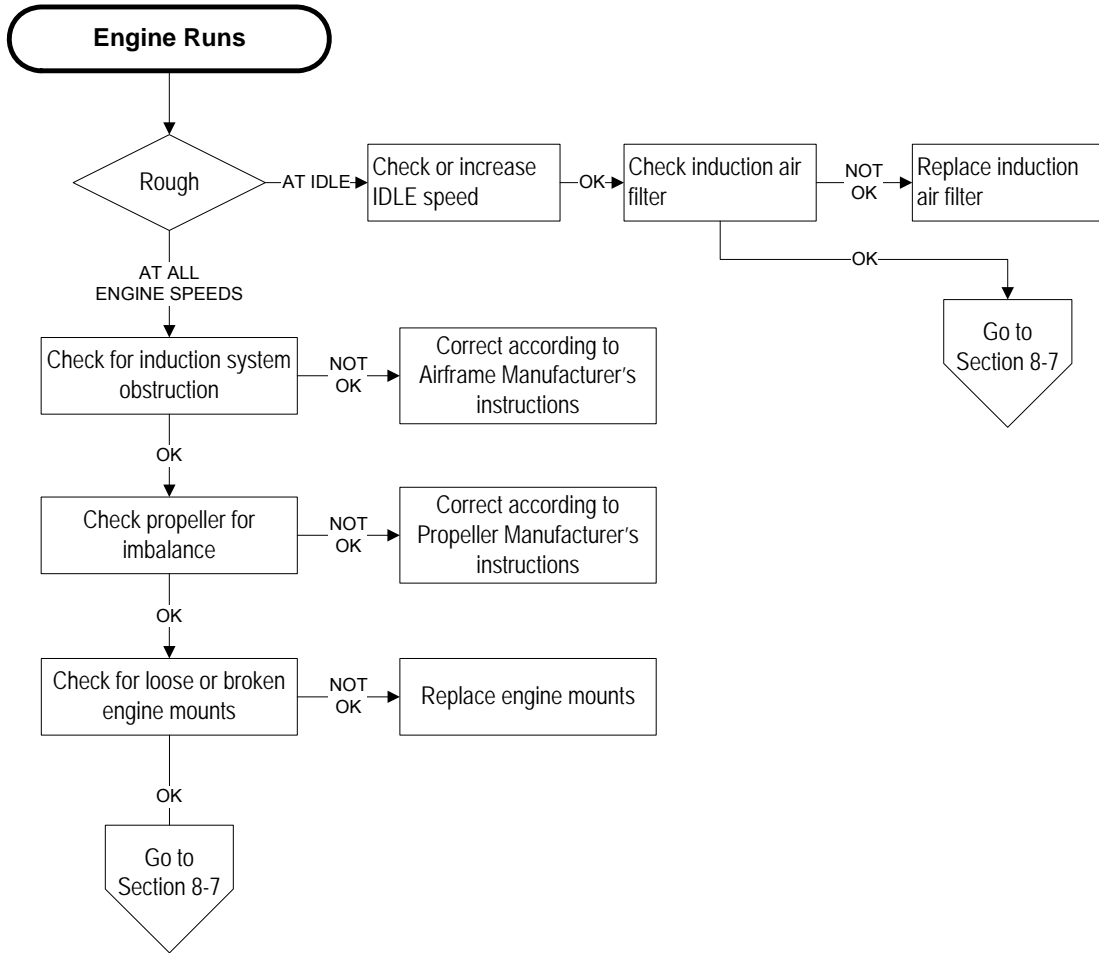 Engine Runs
Rough
AT IDLE
Check or increase
IDLE speed
OK
Check induction air
filter
NOT
OK
Replace induction
air filter
OK
Go to
Section 8-7
AT ALL
ENGINE SPEEDS
Check for induction system
obstruction
NOT
OK
Correct according to
Airframe Manufacturer's
instructions
OK
Check propeller for
imbalance
NOT
OK
Correct according to
Propeller Manufacturer's
instructions
OK
Check for loose or broken
engine mounts
NOT
OK
Replace engine mounts
OK
Go to
Section 8-7